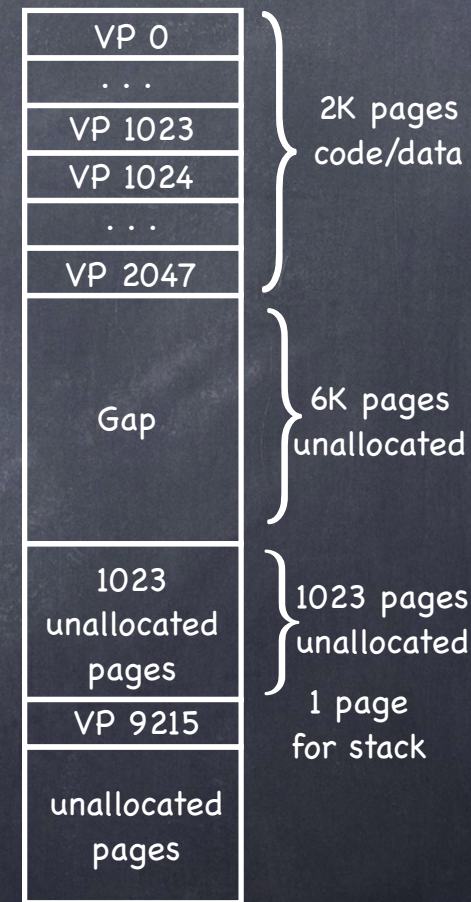 VP 0
. . .
VP 1023
VP 1024
. . .
VP 2047
2K pages
code/data
Gap
6K pages
unallocated
1023
unallocated
pages
1023 pages
unallocated
VP 9215
1 page
for stack
unallocated
pages